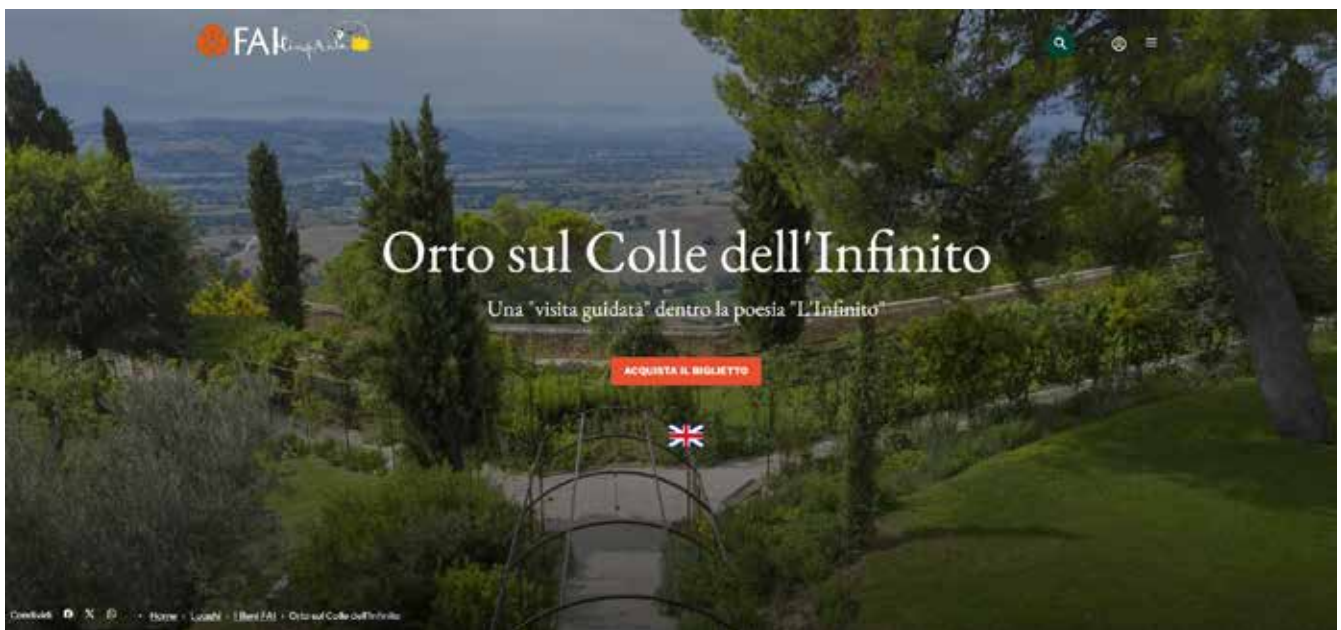 FAI
Orto sul Colle dell'Infinito
Una "visita guidata" dentro la poesia "L'Infinito"
ACQUISTA IL BIGLIETTO
Condividi
Home › Luoghi › I Beni FAI › Orto sul Colle dell'Infinito